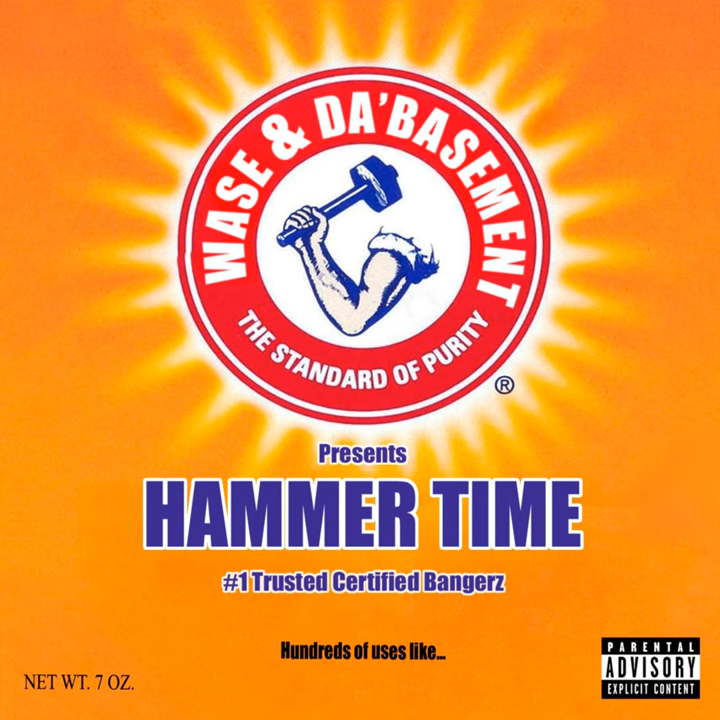 WASE & DA'BASEMENT
THE STANDARD OF PURITY
®
Presents
HAMMER TIME
#1 Trusted Certified Bangerz
Hundreds of uses like...
NET WT. 7 OZ.
PARENTAL
ADVISORY
EXPLICIT CONTENT